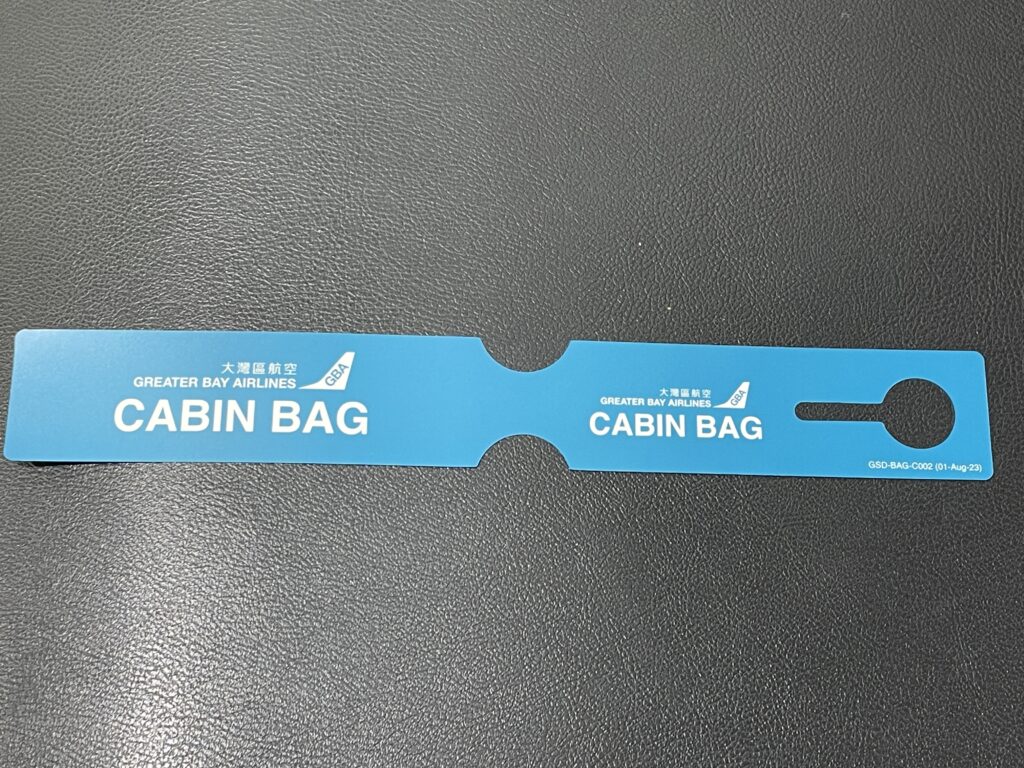 大灣區航空
GREATER BAY AIRLINES GBA
CABIN BAG
大灣區航空
GREATER BAY AIRLINES GBA
CABIN BAG
GSD-BAG-C002 (01-Aug-23)